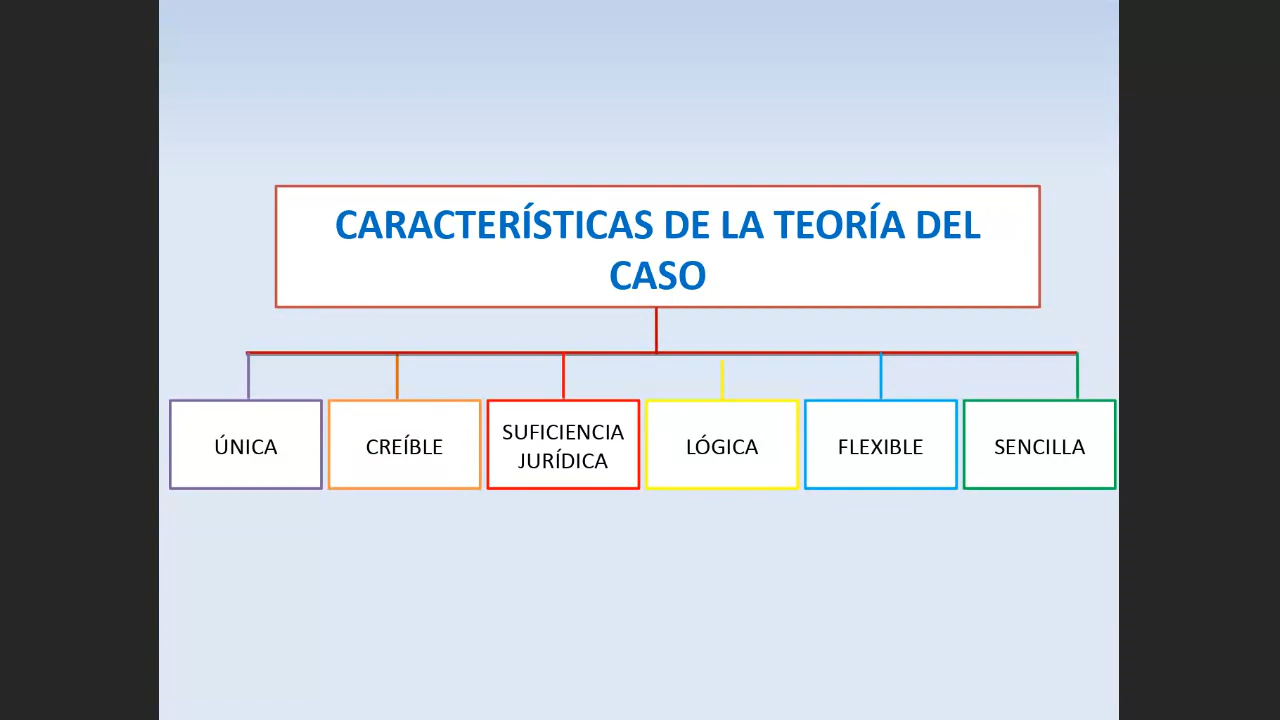 CARACTERÍSTICAS DE LA TEORÍA DEL
CASO
ÚNICA
CREÍBLE
SUFICIENCIA
JURÍDICA
LÓGICA
FLEXIBLE
SENCILLA